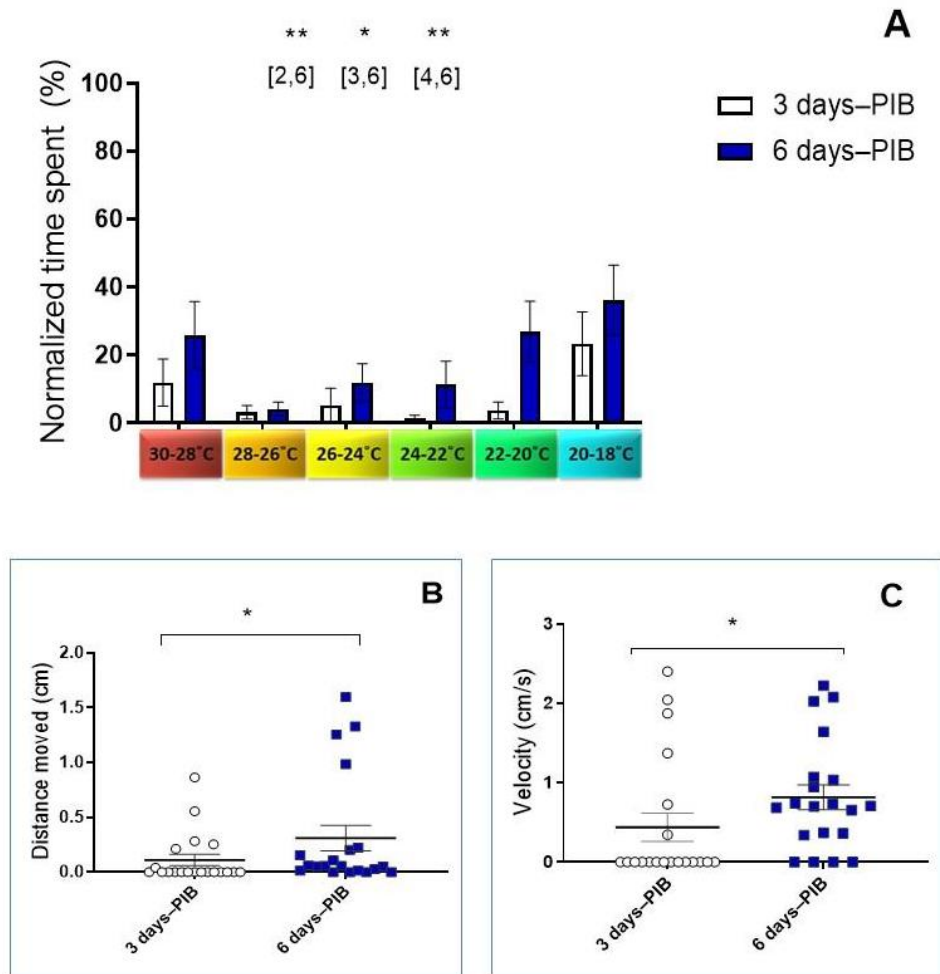 A
** * **
[2,6] [3,6] [4,6]
Normalized time spent (%)
100
80
60
40
20
0
3 days–PIB
6 days–PIB
30-28˚C 28-26˚C 26-24˚C 24-22˚C 22-20˚C 20-18˚C
B
*
Distance moved (cm)
2.0
1.5
1.0
0.5
0.0
3 days–PIB
6 days–PIB
C
*
Velocity (cm/s)
3
2
1
0
3 days–PIB
6 days–PIB